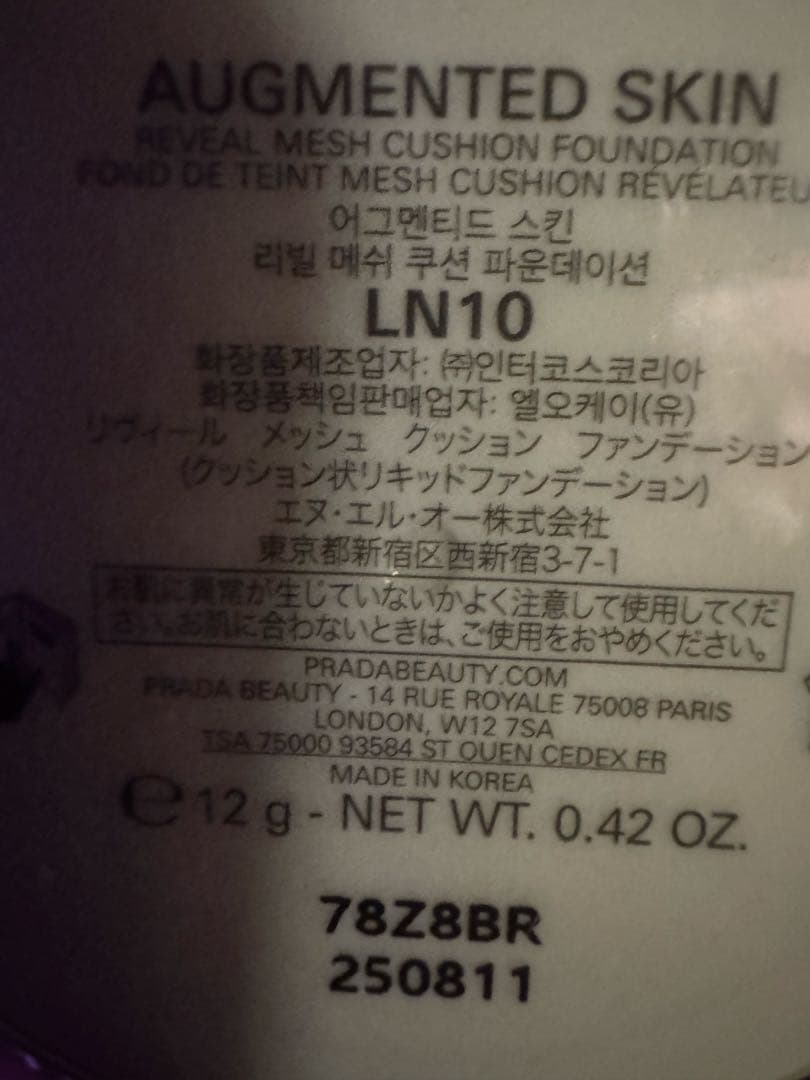 AUGMENTED SKIN
REVEAL MESH CUSHION FOUNDATION
FOND DE TEINT MESH CUSHION RÉVÉLATEU
어그멘티드 스킨
리빌 메쉬 쿠션 파운데이션
LN10
화장품제조업자: ㈜인터코스코리아
화장품책임판매업자: 엘오케이(유)
リヴィール メッシュ クッション ファンデーション
(クッション状リキッドファンデーション)
エヌ・エル・オー株式会社
東京都新宿区西新宿3-7-1
お肌に異常が生じていないかよく注意して使用してくだ
さい。お肌に合わないときは、ご使用をおやめください。
PRADABEAUTY.COM
PRADA BEAUTY - 14 RUE ROYALE 75008 PARIS
LONDON, W12 7SA
TSA 75000 93584 ST OUEN CEDEX FR
MADE IN KOREA
℮ 12 g - NET WT. 0.42 OZ.
78Z8BR
250811